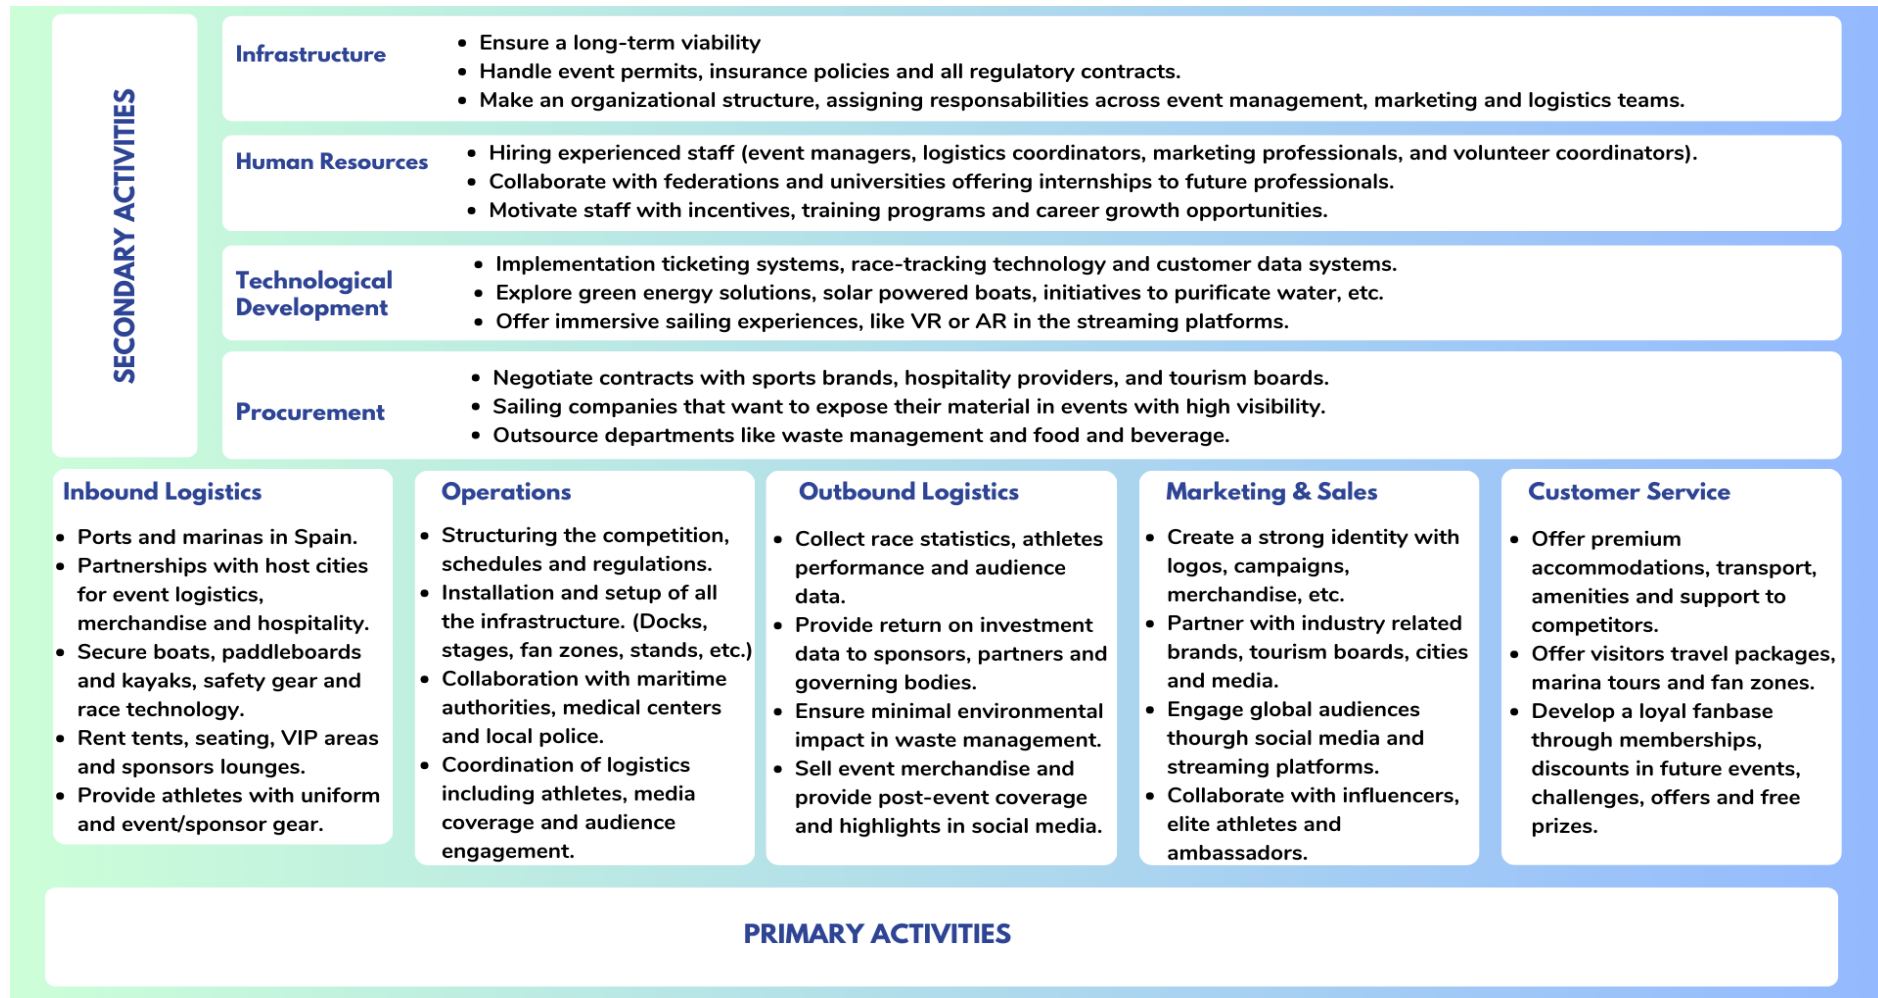 SECONDARY ACTIVITIES
Infrastructure
• Ensure a long-term viability
• Handle event permits, insurance policies and all regulatory contracts.
• Make an organizational structure, assigning responsabilities across event management, marketing and logistics teams.
Human Resources
• Hiring experienced staff (event managers, logistics coordinators, marketing professionals, and volunteer coordinators).
• Collaborate with federations and universities offering internships to future professionals.
• Motivate staff with incentives, training programs and career growth opportunities.
Technological
Development
• Implementation ticketing systems, race-tracking technology and customer data systems.
• Explore green energy solutions, solar powered boats, initiatives to purificate water, etc.
• Offer immersive sailing experiences, like VR or AR in the streaming platforms.
Procurement
• Negotiate contracts with sports brands, hospitality providers, and tourism boards.
• Sailing companies that want to expose their material in events with high visibility.
• Outsource departments like waste management and food and beverage.
Inbound Logistics
• Ports and marinas in Spain.
• Partnerships with host cities
for event logistics,
merchandise and hospitality.
• Secure boats, paddleboards
and kayaks, safety gear and
race technology.
• Rent tents, seating, VIP areas
and sponsors lounges.
• Provide athletes with uniform
and event/sponsor gear.
Operations
• Structuring the competition,
schedules and regulations.
• Installation and setup of all
the infrastructure. (Docks,
stages, fan zones, stands, etc.)
• Collaboration with maritime
authorities, medical centers
and local police.
• Coordination of logistics
including athletes, media
coverage and audience
engagement.
Outbound Logistics
• Collect race statistics, athletes
performance and audience
data.
• Provide return on investment
data to sponsors, partners and
governing bodies.
• Ensure minimal environmental
impact in waste management.
• Sell event merchandise and
provide post-event coverage
and highlights in social media.
Marketing & Sales
• Create a strong identity with
logos, campaigns,
merchandise, etc.
• Partner with industry related
brands, tourism boards, cities
and media.
• Engage global audiences
thourgh social media and
streaming platforms.
• Collaborate with influencers,
elite athletes and
ambassadors.
Customer Service
• Offer premium
accommodations, transport,
amenities and support to
competitors.
• Offer visitors travel packages,
marina tours and fan zones.
• Develop a loyal fanbase
through memberships,
discounts in future events,
challenges, offers and free
prizes.
PRIMARY ACTIVITIES